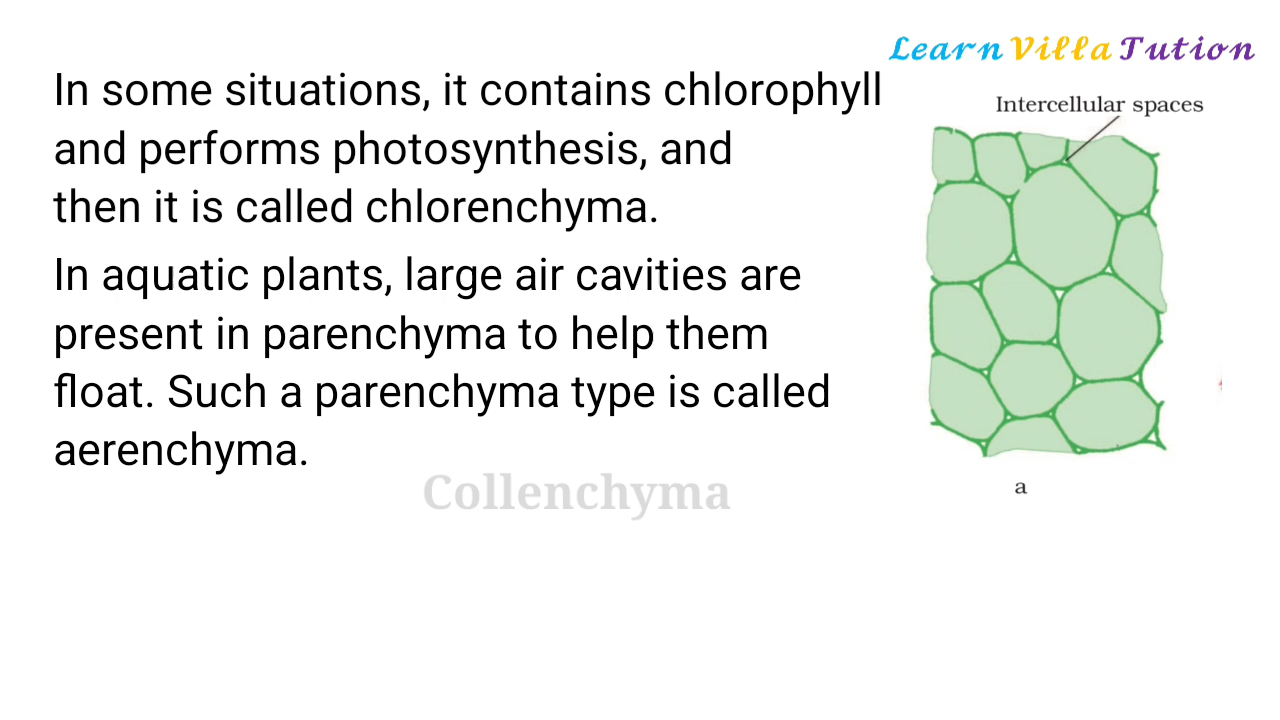 Learn Villa Tution
In some situations, it contains chlorophyll
and performs photosynthesis, and
then it is called chlorenchyma.
In aquatic plants, large air cavities are
present in parenchyma to help them
float. Such a parenchyma type is called
aerenchyma.
Collenchyma
Intercellular spaces
a